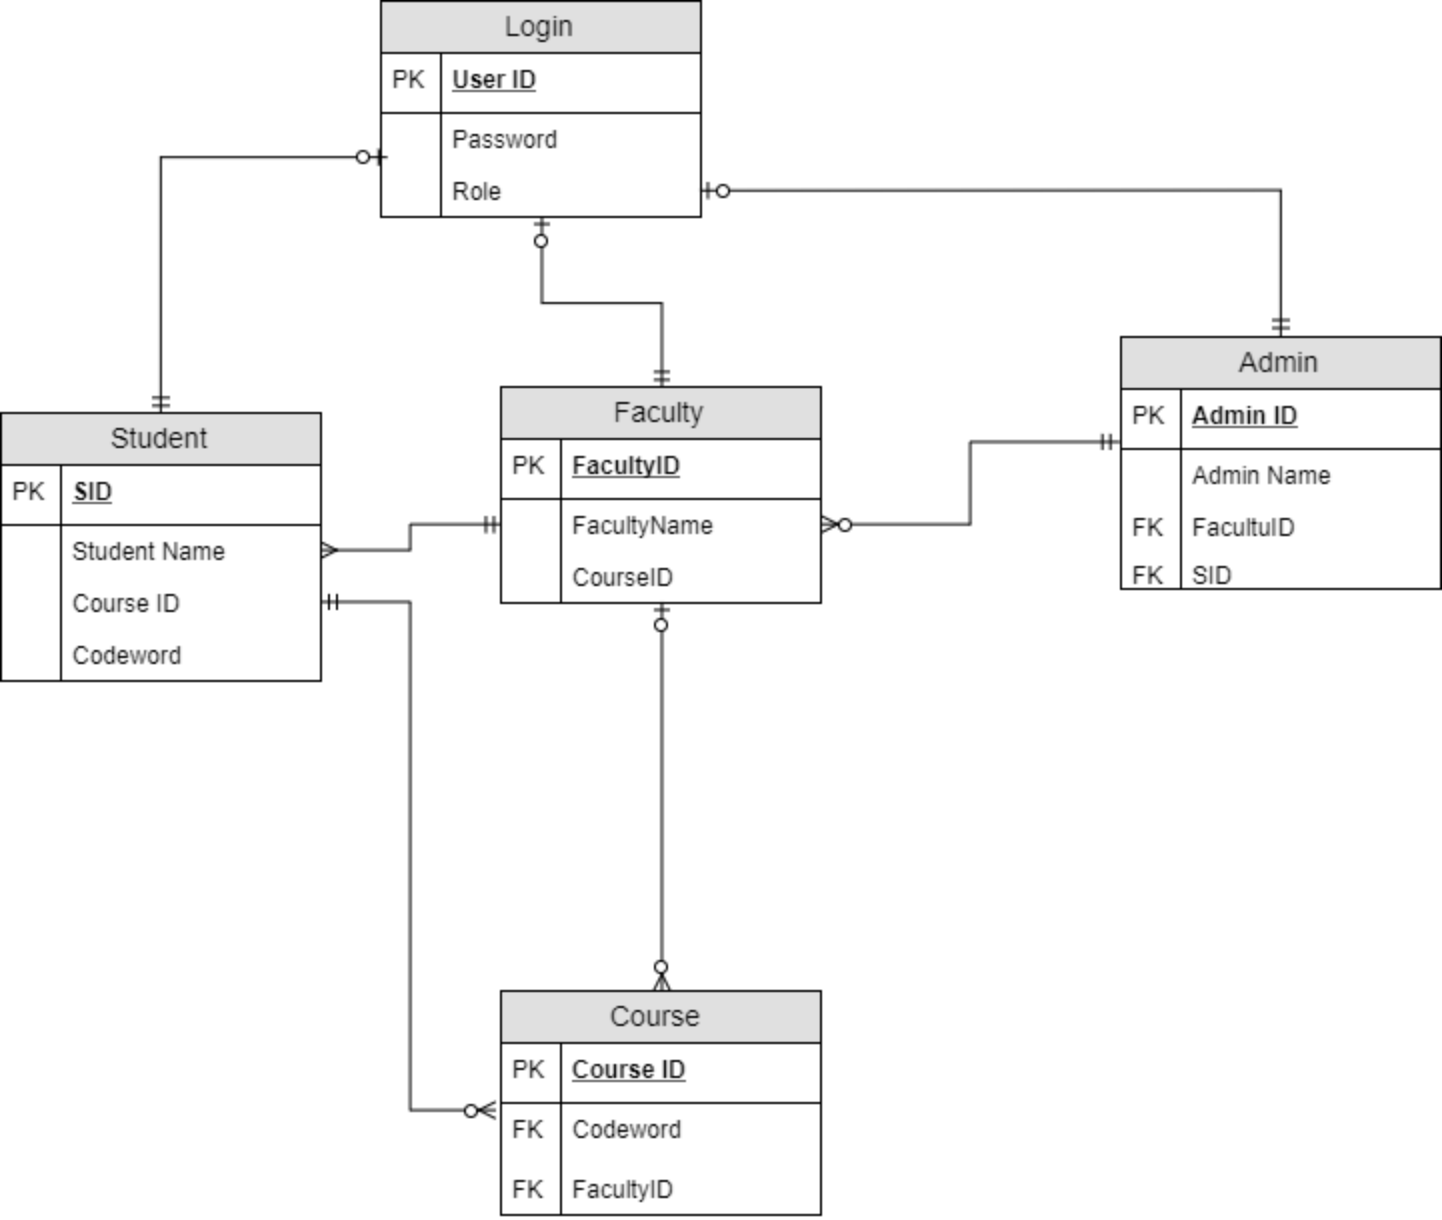 Login
PK User ID
Password
Role
Student
PK SID
Student Name
Course ID
Codeword
Faculty
PK FacultyID
FacultyName
CourseID
Admin
PK Admin ID
Admin Name
FK FacultuID
FK SID
Course
PK Course ID
FK Codeword
FK FacultyID